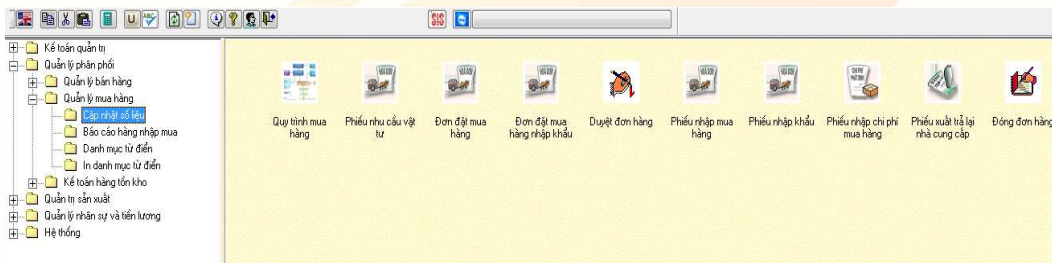 SIS
Kế toán quản trị
Quản lý phân phối
Quản lý bán hàng
Quản lý mua hàng
Cập nhật số liệu
Báo cáo hàng nhập mua
Danh mục từ điển
In danh mục từ điển
Kế toán hàng tồn kho
Quản trị sản xuất
Quản lý nhân sự và tiền lương
Hệ thống
Quy trình mua
hàng
Phiếu nhu cầu vật
tư
Đơn đặt mua
hàng
Đơn đặt mua
hàng nhập khẩu
Duyệt đơn hàng
Phiếu nhập mua
hàng
Phiếu nhập khẩu
Phiếu nhập chi phí
mua hàng
Phiếu xuất trả lại
nhà cung cấp
Đóng đơn hàng